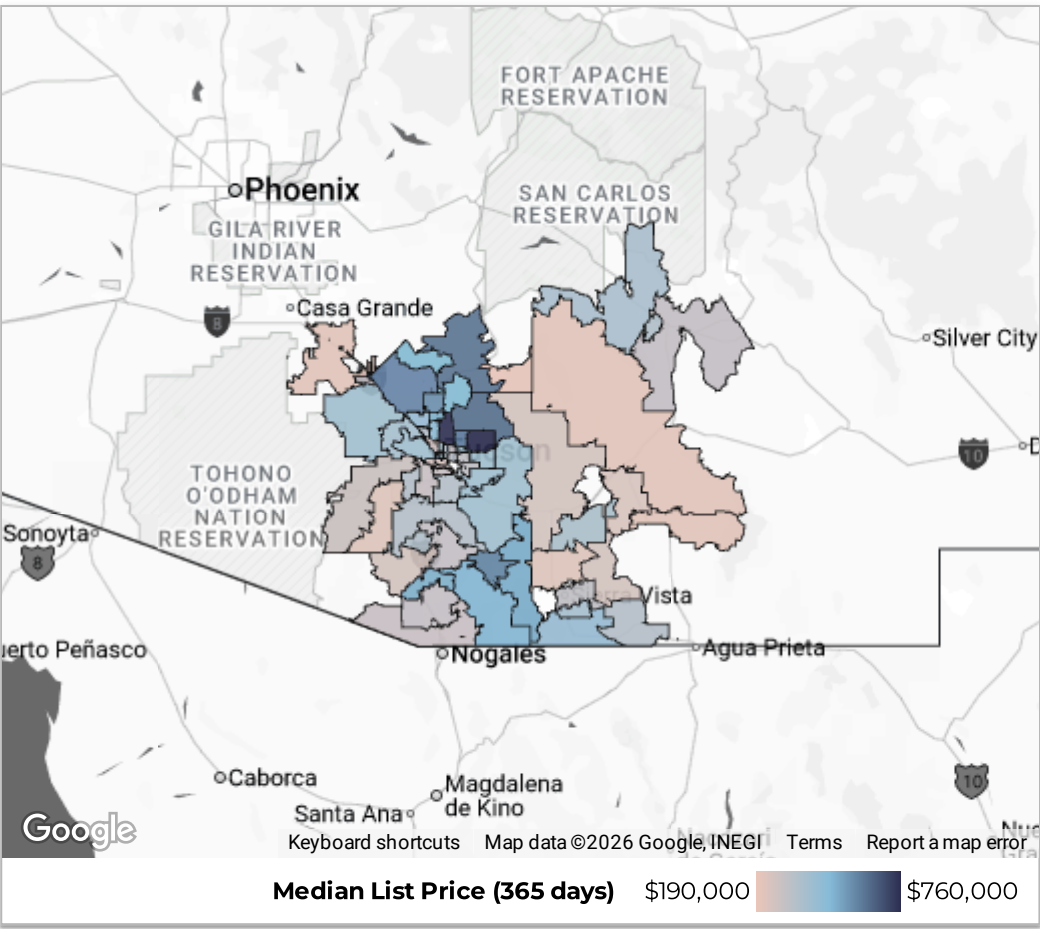 FORT APACHE
RESERVATION
Phoenix
SAN CARLOS
RESERVATION
GILA RIVER
INDIAN
RESERVATION
Casa Grande
8
Silver City
10
D
TOHONO
O'ODHAM
NATION
RESERVATION
Sonoyta
8
Vista
uerto Peñasco
Nogales
Agua Prieta
Caborca
Magdalena
de Kino
Santa Ana
10
Google
Keyboard shortcuts Map data ©2026 Google, INEGI Terms Report a map error
Median List Price (365 days) $190,000 $760,000